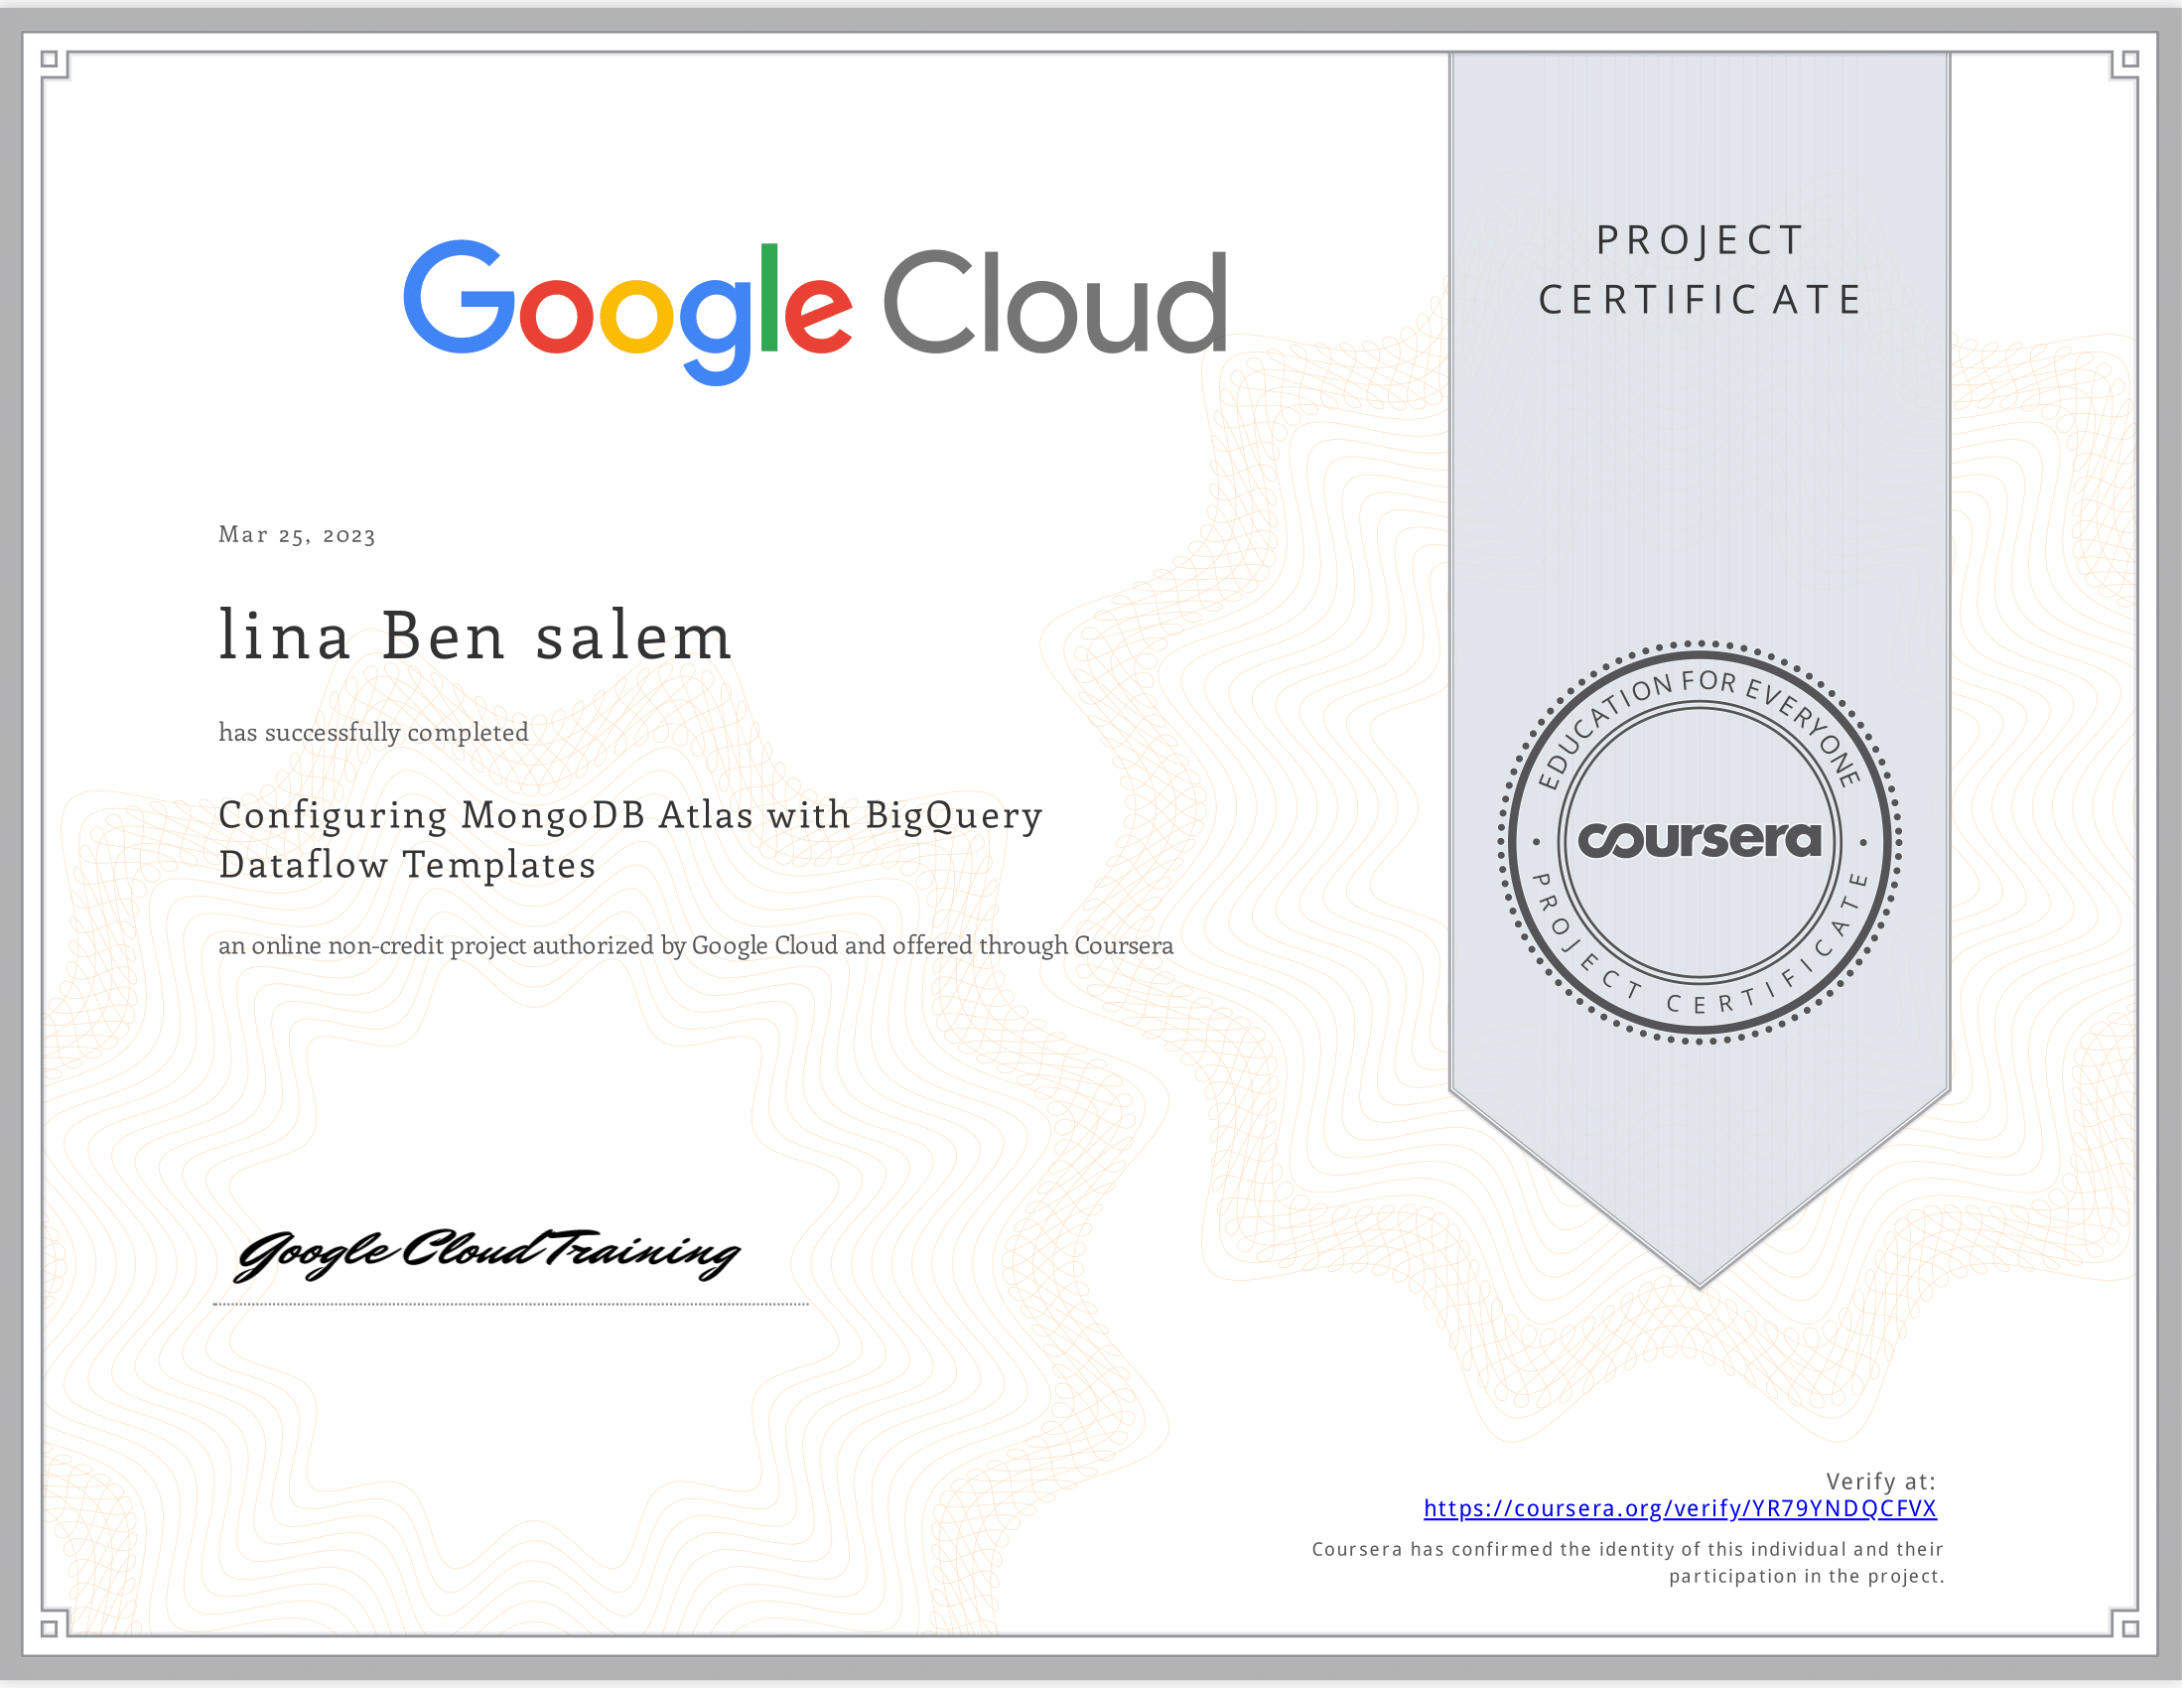 Google Cloud
PROJECT
CERTIFICATE
Mar 25, 2023
lina Ben salem
has successfully completed
Configuring MongoDB Atlas with BigQuery
Dataflow Templates
an online non-credit project authorized by Google Cloud and offered through Coursera
EDUCATION FOR EVERYONE
coursera
PROJECT CERTIFICATE
Google Cloud Training
Verify at:
https://coursera.org/verify/YR79YNDQCFVX
Coursera has confirmed the identity of this individual and their
participation in the project.